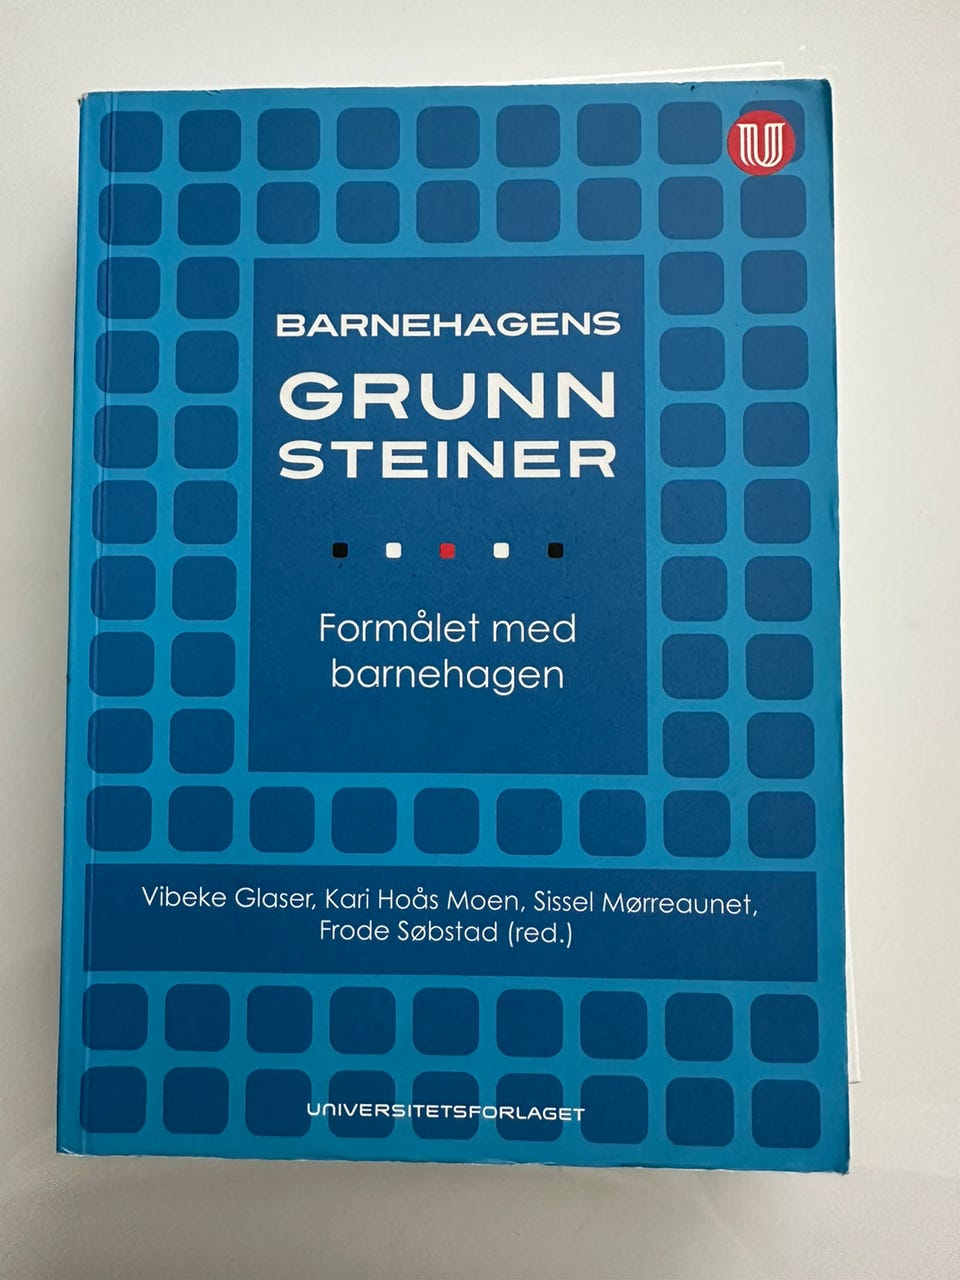 U
BARNEHAGENS
GRUNN
STEINER
Formålet med
barnehagen
Vibeke Glaser, Kari Hoås Moen, Sissel Mørreaunet,
Frode Søbstad (red.)
UNIVERSITETSFORLAGET